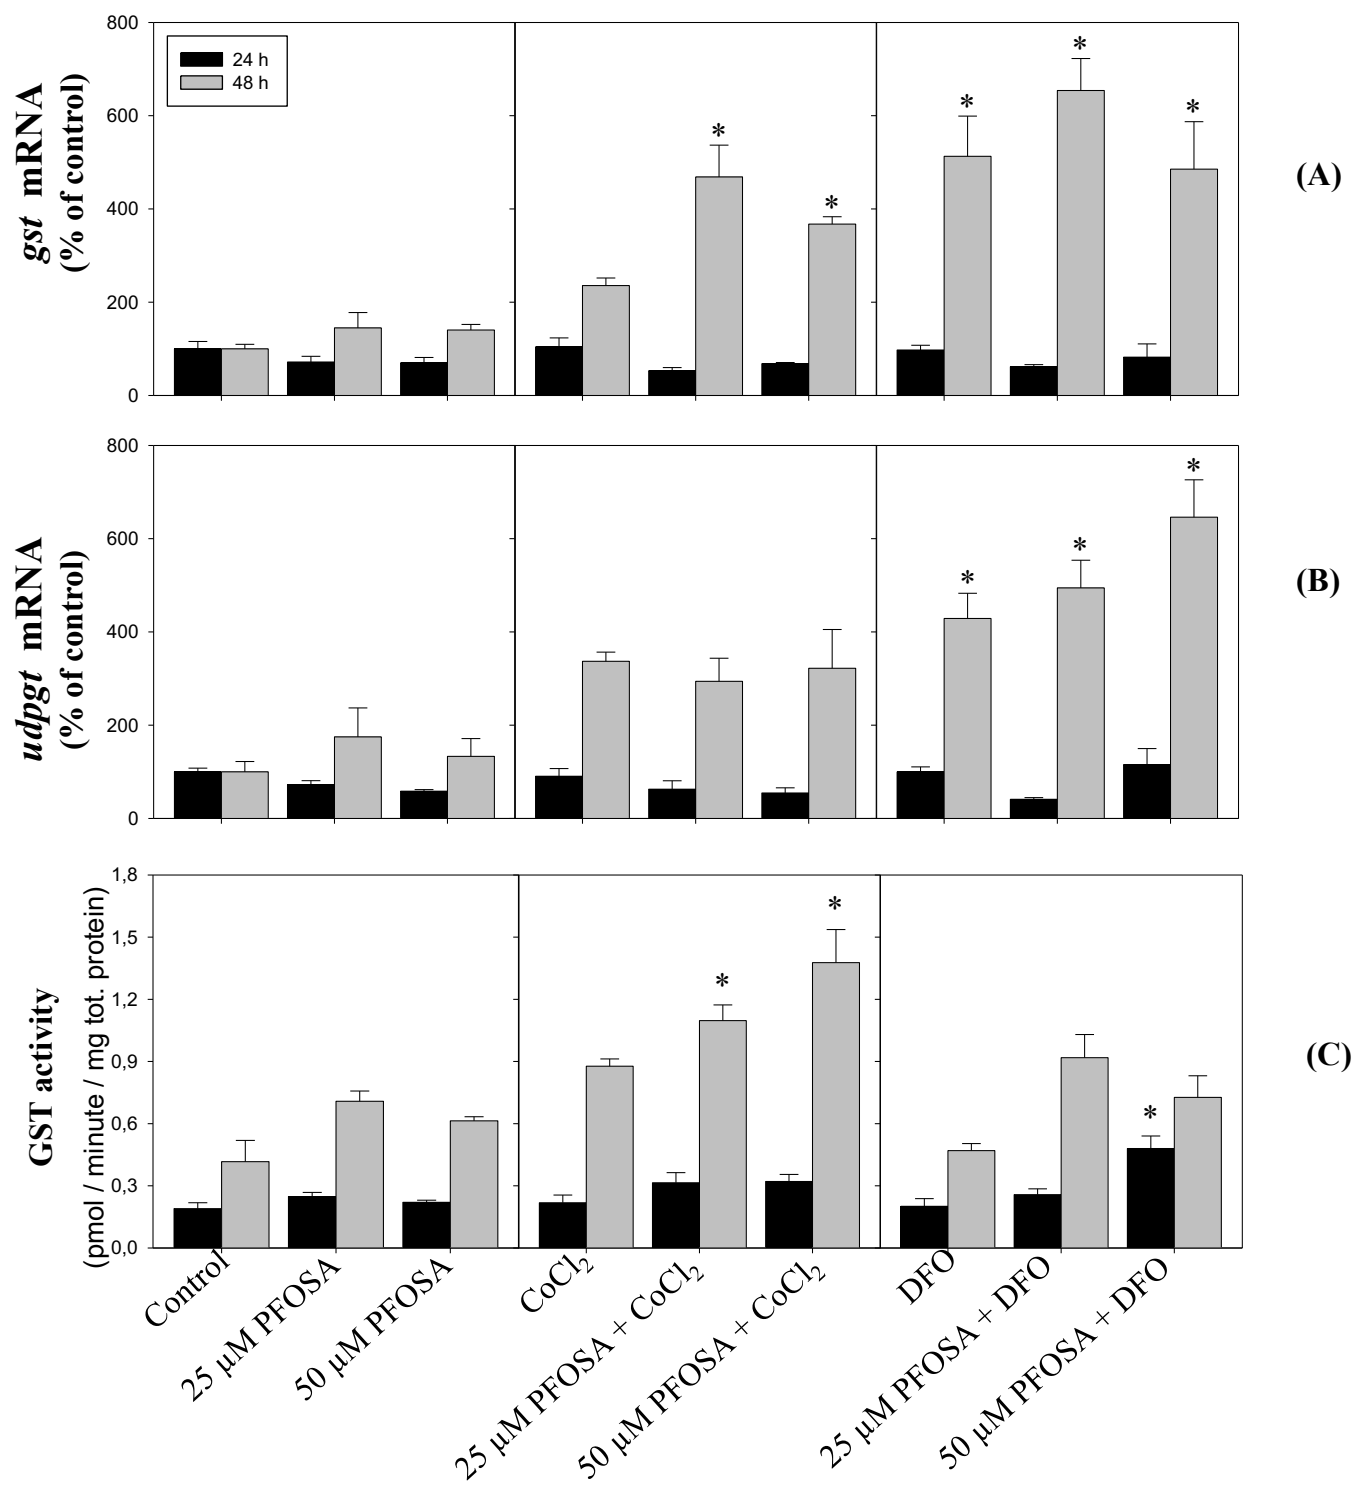 800
600
400
200
0
gst mRNA
(% of control)
24 h
48 h
*
*
*
*
*
(A)
800
600
400
200
0
udpgt mRNA
(% of control)
*
*
*
(B)
1,8
1,5
1,2
0,9
0,6
0,3
0,0
GST activity
(pmol / minute / mg tot. protein)
*
*
*
(C)
Control
25 µM PFOSA
50 µM PFOSA
CoCl₂
25 µM PFOSA + CoCl₂
50 µM PFOSA + CoCl₂
DFO
25 µM PFOSA + DFO
50 µM PFOSA + DFO